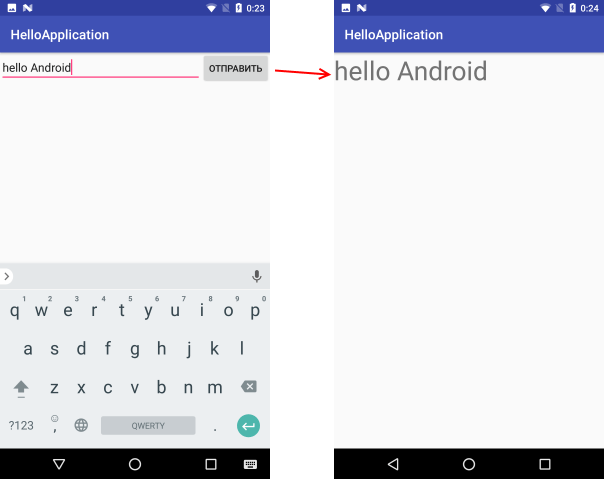 0:23
HelloApplication
hello Android
ОТПРАВИТЬ
1 2 3 4 5 6 7 8 9 0
q w e r t y u i o p
a s d f g h j k l
z x c v b n m
?123 , QWERTY .
0:24
HelloApplication
hello Android